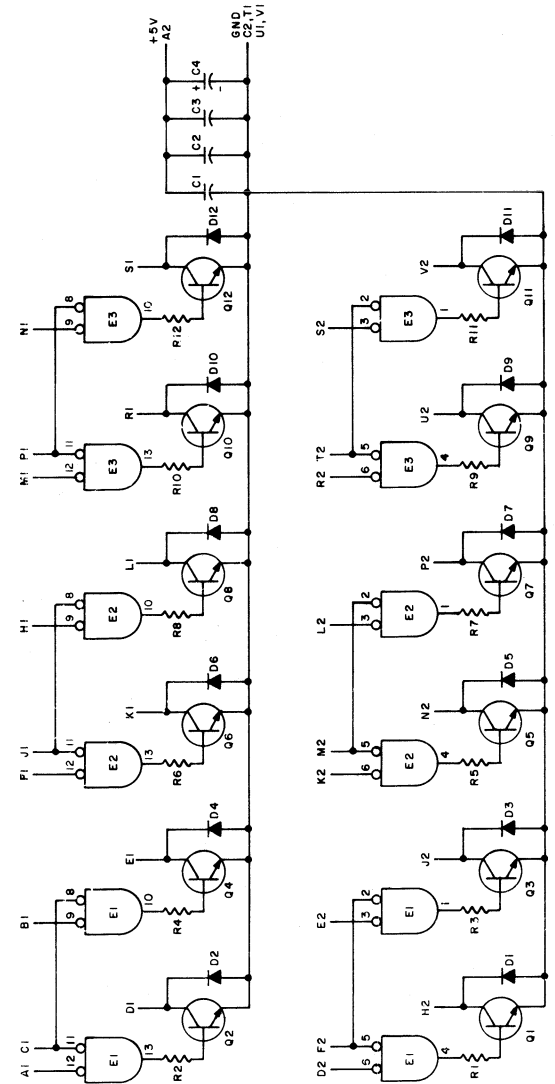 +5V
A2
GND
C2,T1
U1, V1
C1
C2
C3
+ C4
-
A1
C1
B1
F1
J1
H1
M1
P1
N1
12
11
9
8
12
11
9
8
12
11
9
8
E1
E1
E2
E2
E3
E3
13
10
13
10
13
10
R2
D1
D2
Q2
R4
E1
D4
Q4
R6
K1
D6
Q6
R8
L1
D8
Q8
R10
R1
D10
Q10
R12
S1
D12
Q12
D2
F2
E2
K2
M2
L2
R2
T2
S2
6
5
3
2
6
5
3
2
6
5
3
2
E1
E1
E2
E2
E3
E3
4
1
4
1
4
1
R1
H2
D1
Q1
R3
J2
D3
Q3
R5
N2
D5
Q5
R7
P2
D7
Q7
R9
U2
D9
Q9
R11
V2
D11
Q11